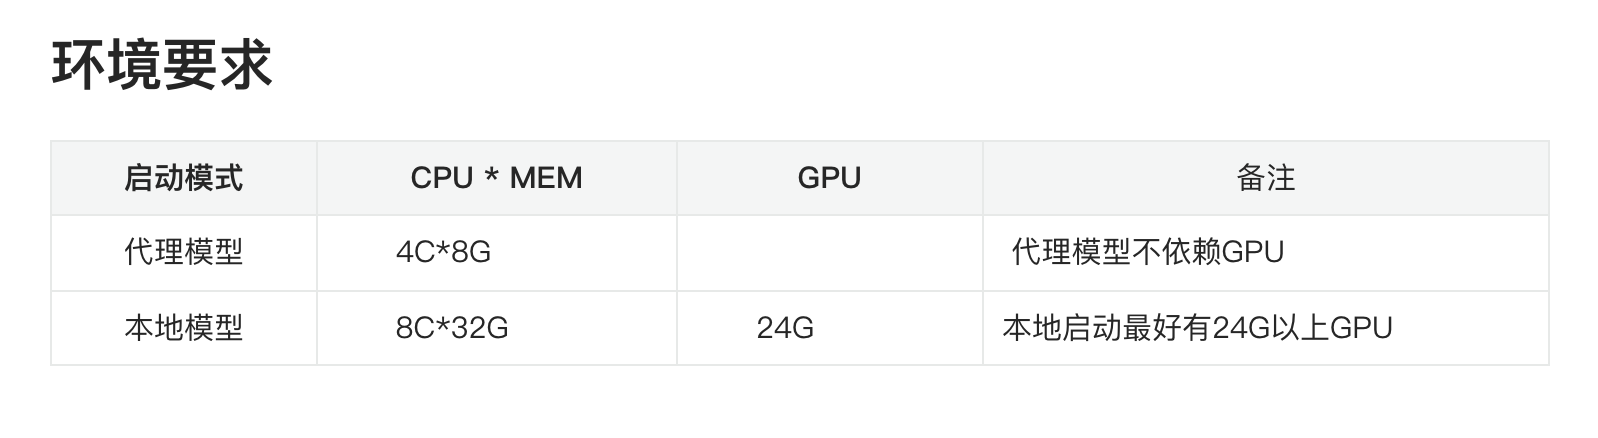 环境要求
启动模式 CPU * MEM GPU 备注
代理模型 4C*8G 代理模型不依赖GPU
本地模型 8C*32G 24G 本地启动最好有24G以上GPU